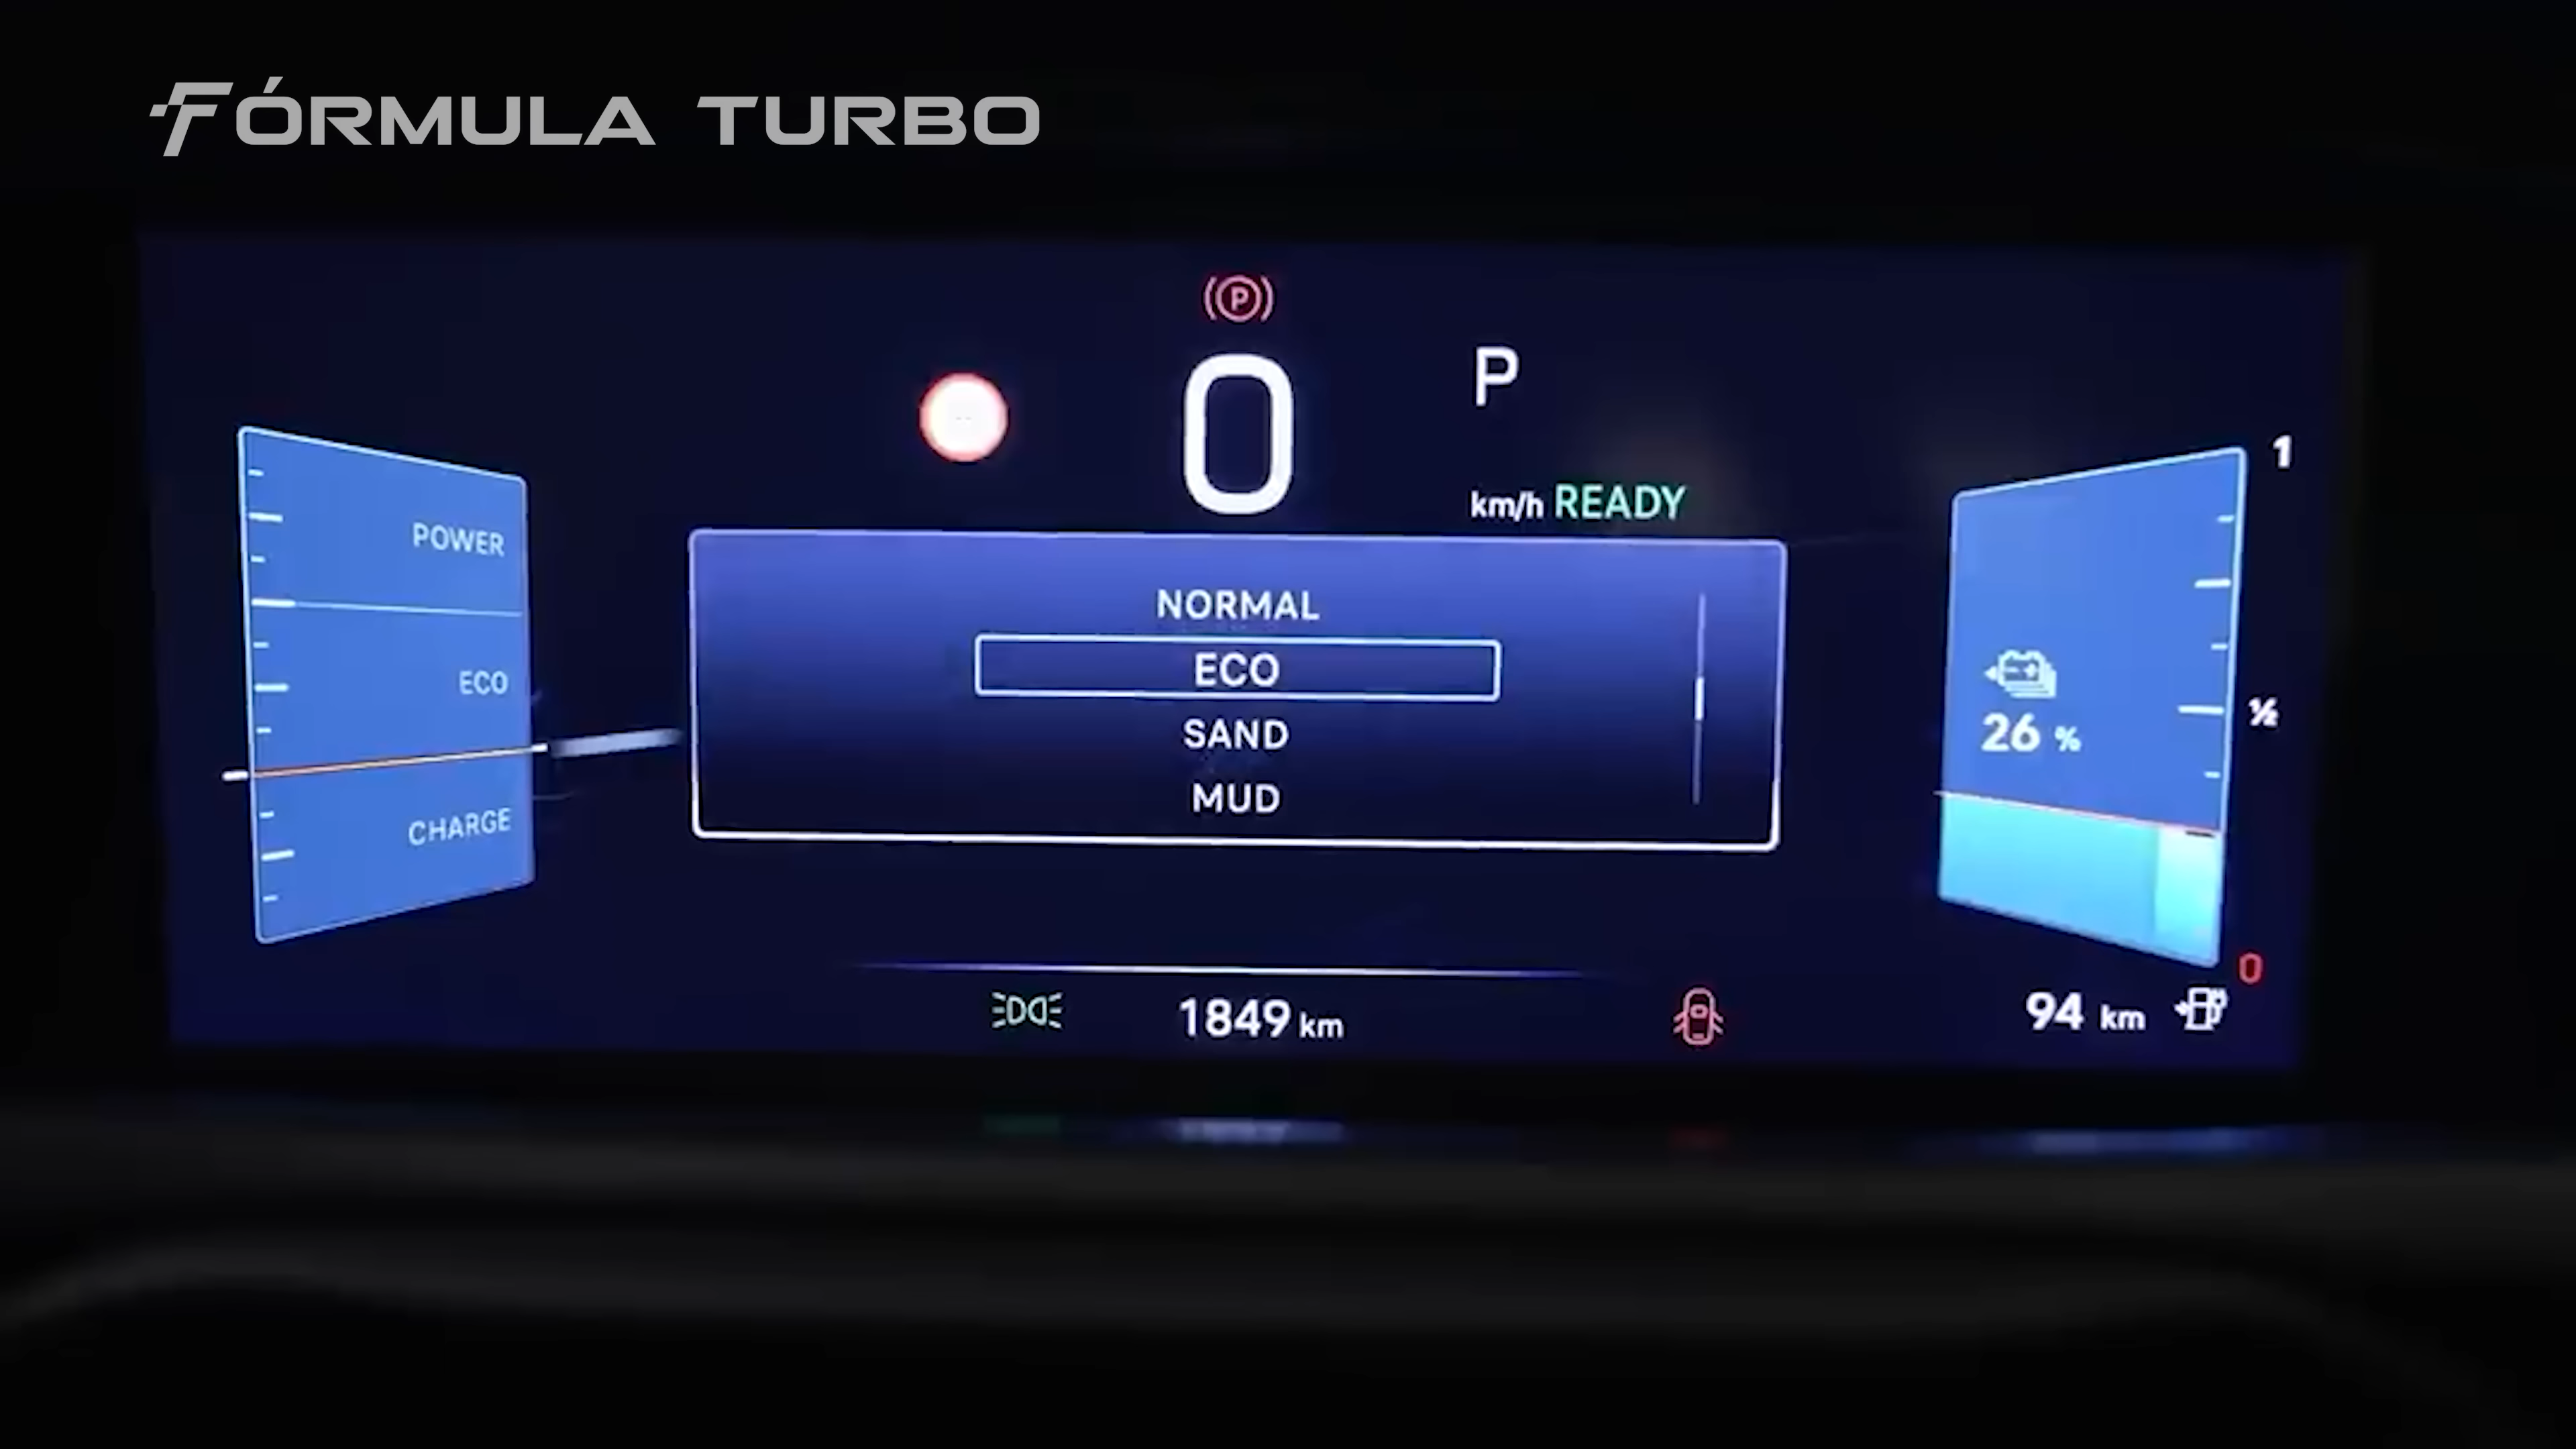 FÓRMULA TURBO
P
0
P
km/h READY
1
POWER
ECO
CHARGE
NORMAL
ECO
SAND
MUD
½
26 %
0
1849 km
94 km